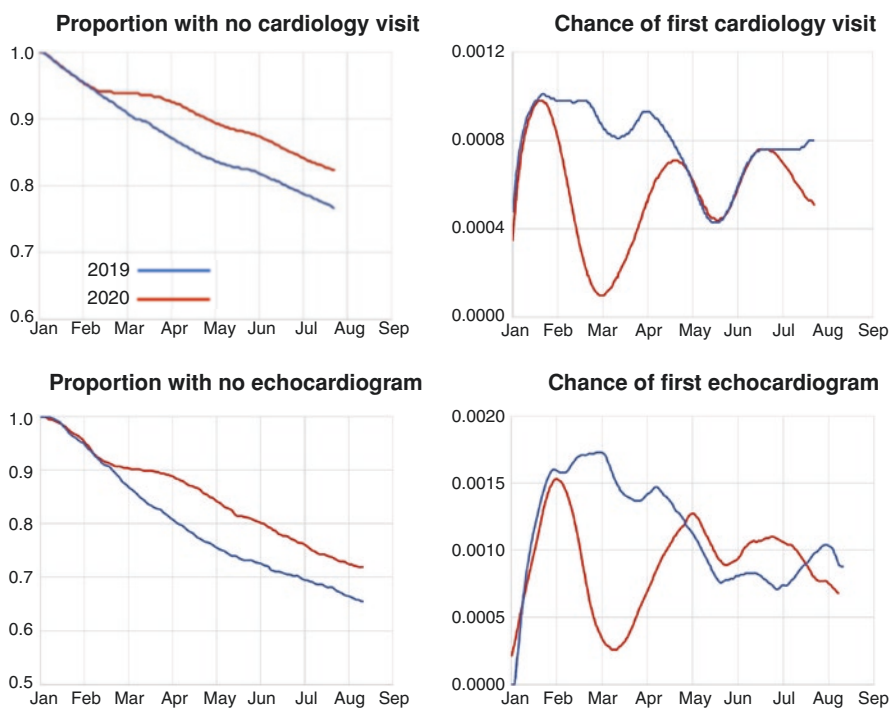 Proportion with no cardiology visit
1.0
0.9
0.8
0.7
0.6
2019
2020
Jan Feb Mar Apr May Jun Jul Aug Sep
Chance of first cardiology visit
0.0012
0.0008
0.0004
0.0000
Jan Feb Mar Apr May Jun Jul Aug Sep
Proportion with no echocardiogram
1.0
0.9
0.8
0.7
0.6
0.5
Jan Feb Mar Apr May Jun Jul Aug Sep
Chance of first echocardiogram
0.0020
0.0015
0.0010
0.0005
0.0000
Jan Feb Mar Apr May Jun Jul Aug Sep